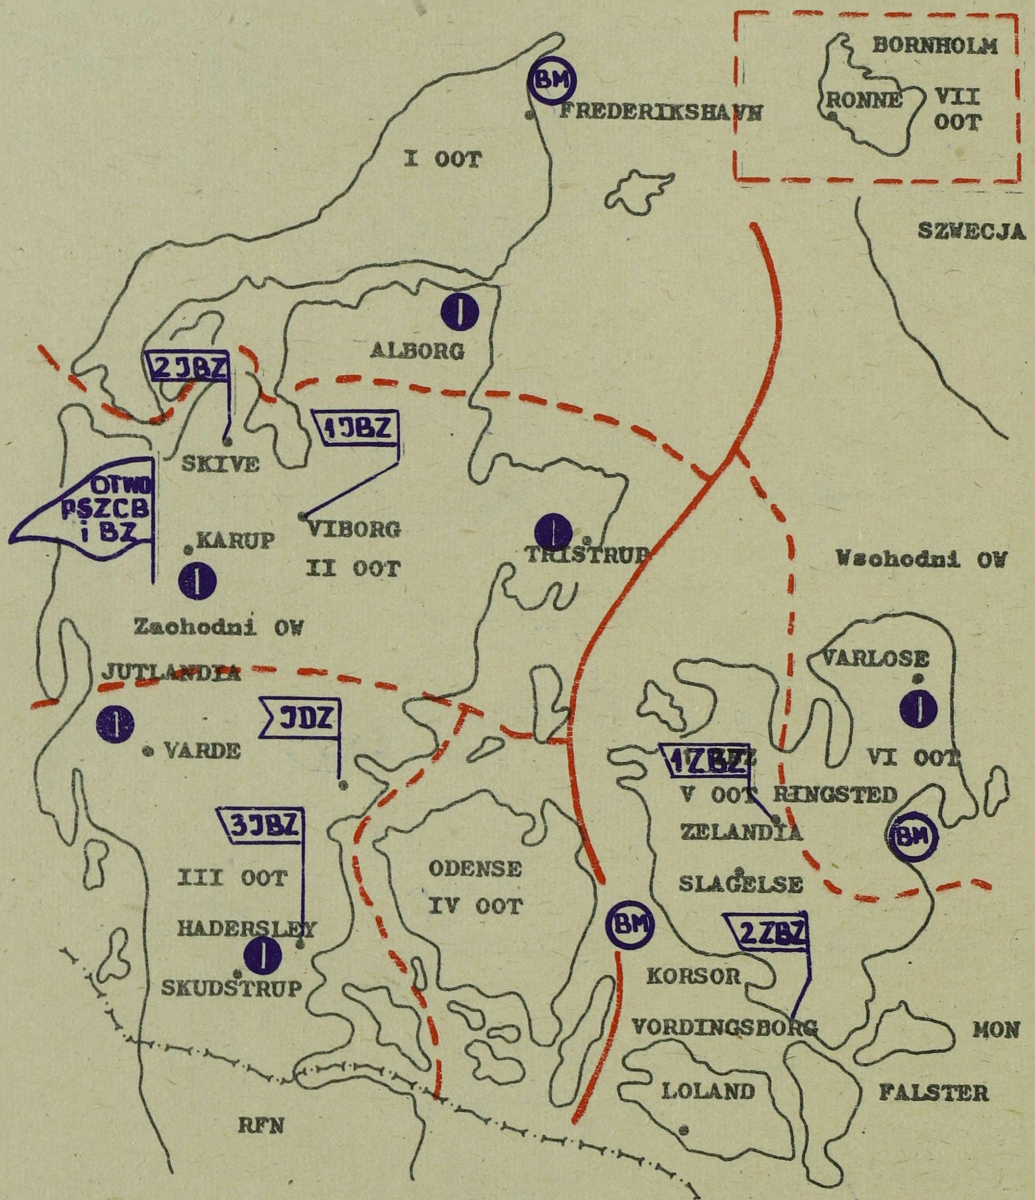 BORNHOLM
BM
RONNE
VII
OOT
FREDERIKSHAVN
I OOT
SZWECJA
ALBORG
2JBZ
1JBZ
SKIVE
OTWD
PSZCB
i BZ
VIBORG
KARUP
TRISTRUP
II OOT
Wschodni OW
Zachodni OW
JUTLANDIA
VARLOSE
JDZ
VARDE
1ZBZ
VI OOT
V OOT RINGSTED
3JBZ
ZELANDIA
BM
ODENSE
III OOT
SLAGELSE
IV OOT
HADERSLEY
BM
2ZBZ
KORSOR
SKUDSTRUP
VORDINGSBORG
MON
LOLAND
FALSTER
RFN